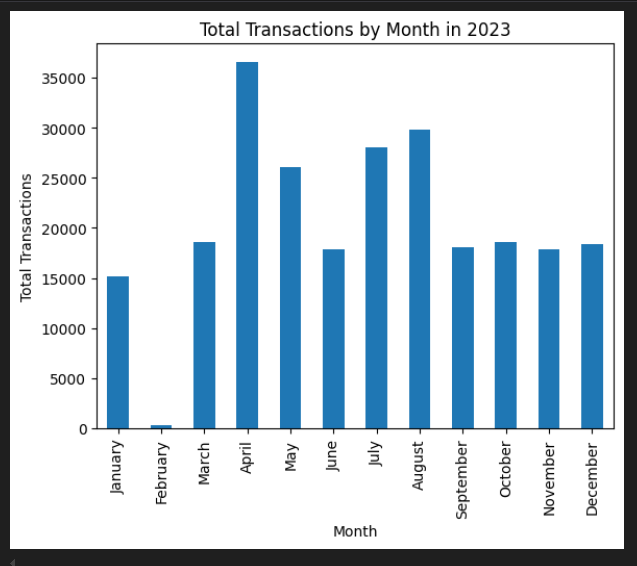 Total Transactions by Month in 2023
Total Transactions
35000
30000
25000
20000
15000
10000
5000
0
January
February
March
April
May
June
July
August
September
October
November
December
Month